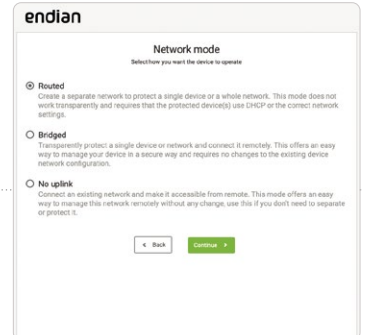 endian
Network mode
Select how you want the device to operate
Routed
Create a separate network to protect a single device or a whole network. This mode does not
work transparently and requires that the protected device(s) use DHCP or the correct network
settings.
Bridged
Transparently protect a single device or network and connect it remotely. This offers an easy
way to manage your device in a secure way and requires no changes to the existing device
network configuration.
No uplink
Connect an existing network and make it accessible from remote. This mode offers an easy
way to manage this network remotely without any change, use this if you don't need to separate
or protect it.
< Back Continue >